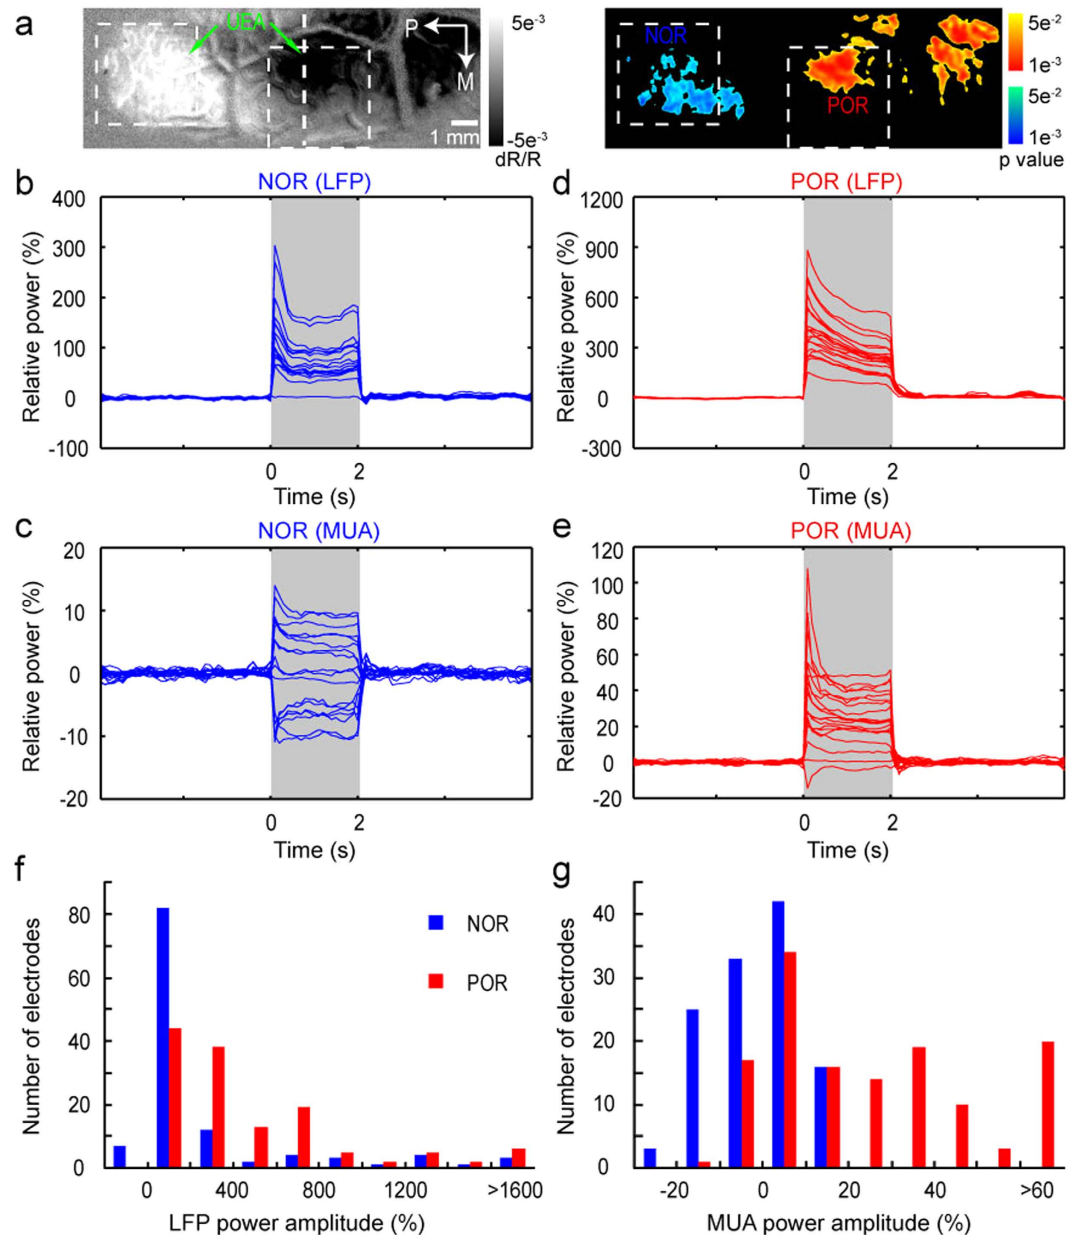 a
UEA
P
M
1 mm
5e-3
-5e-3
dR/R
NOR
POR
5e-2
1e-3
5e-2
1e-3
p value
b
NOR (LFP)
400
300
200
100
0
-100
Relative power (%)
0 2
Time (s)
d
POR (LFP)
1200
900
600
300
0
-300
Relative power (%)
0 2
Time (s)
c
NOR (MUA)
20
10
0
-10
-20
Relative power (%)
0 2
Time (s)
e
POR (MUA)
120
100
80
60
40
20
0
-20
Relative power (%)
0 2
Time (s)
f
80
60
40
20
0
Number of electrodes
NOR
POR
0 400 800 1200 >1600
LFP power amplitude (%)
g
40
30
20
10
0
Number of electrodes
-20 0 20 40 >60
MUA power amplitude (%)